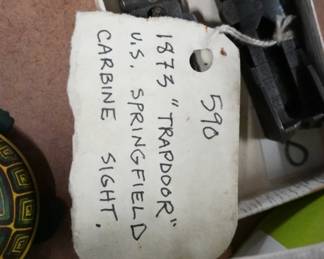 590
1873 "TRAPDOOR"
U.S. SPRINGFIELD
CARBINE SIGHT.